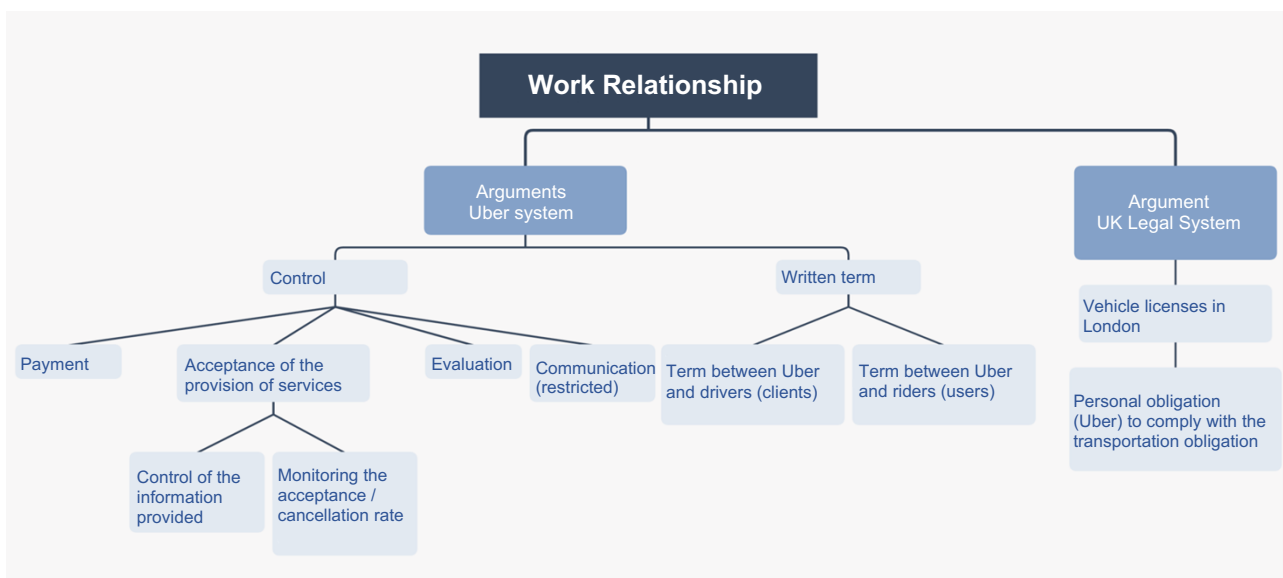 Work Relationship
Arguments
Uber system
Argument
UK Legal System
Control
Written term
Vehicle licenses in
London
Payment
Acceptance of the
provision of services
Evaluation
Communication
(restricted)
Term between Uber
and drivers (clients)
Term between Uber
and riders (users)
Personal obligation
(Uber) to comply with the
transportation obligation
Control of the
information
provided
Monitoring the
acceptance /
cancellation rate